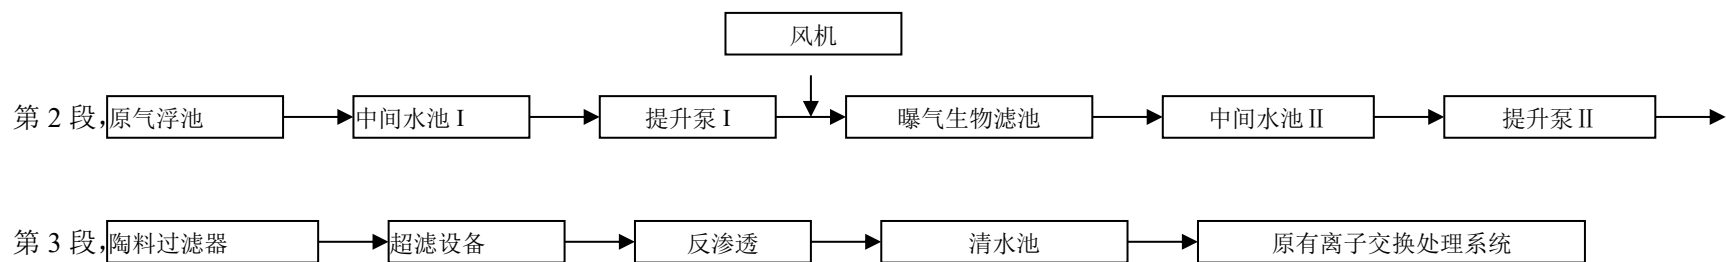 风机
第 2 段，原气浮池 中间水池 I 提升泵 I 曝气生物滤池 中间水池 II 提升泵 II
第 3 段，陶料过滤器 超滤设备 反渗透 清水池 原有离子交换处理系统